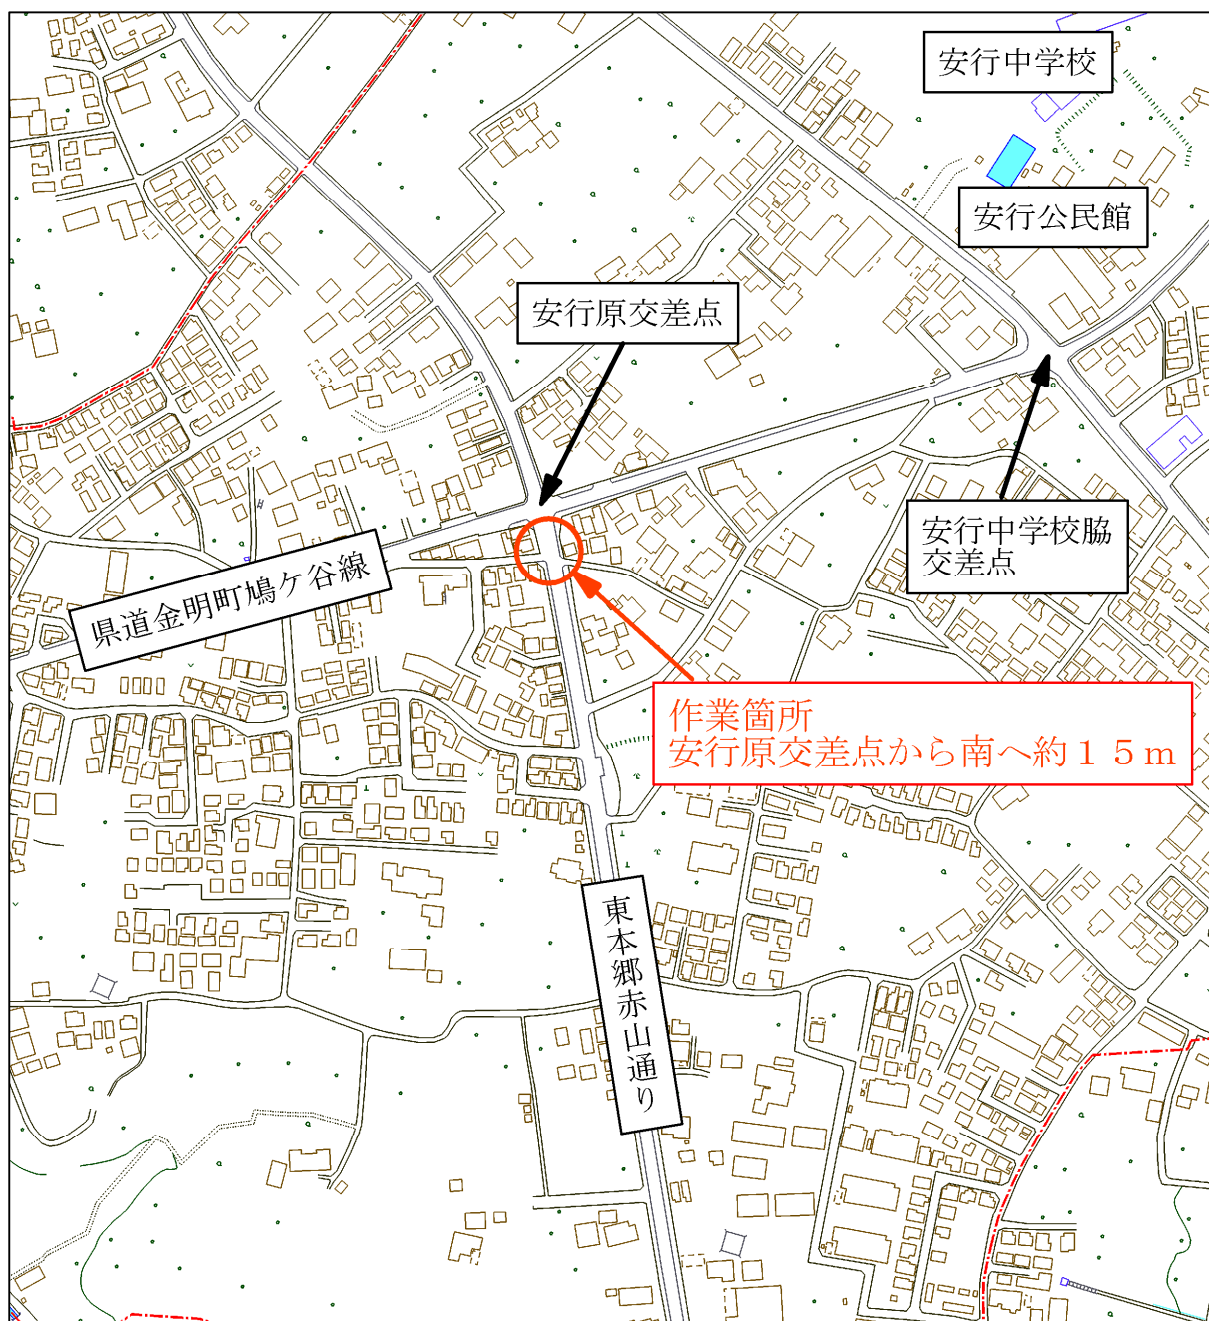 安行中学校
安行公民館
安行原交差点
安行中学校脇
交差点
県道金明町鳩ケ谷線
作業箇所
安行原交差点から南へ約１５ｍ
東本郷赤山通り